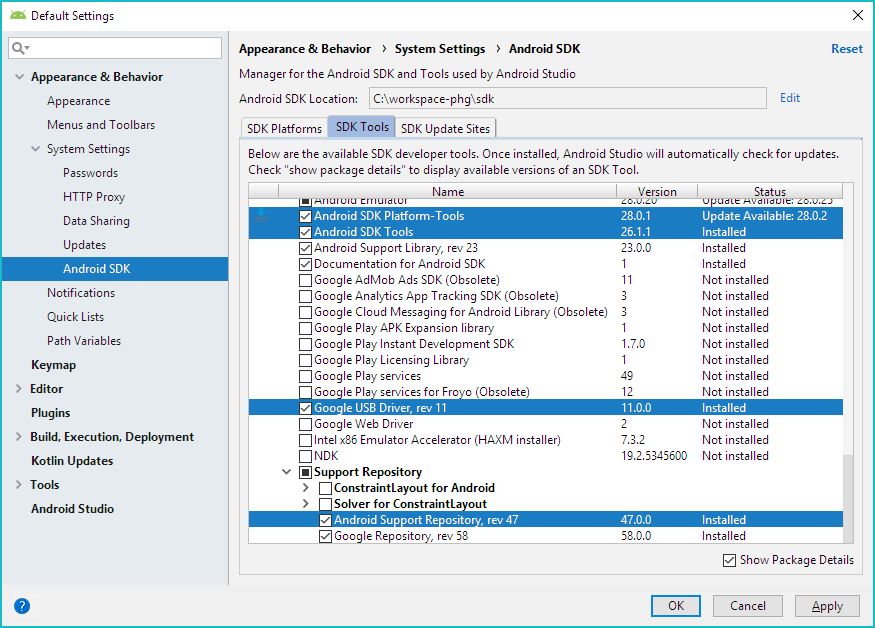 Default Settings
Appearance & Behavior › System Settings › Android SDK
Reset
Manager for the Android SDK and Tools used by Android Studio
Android SDK Location: C:\workspace-phg\sdk Edit
Appearance & Behavior
Appearance
Menus and Toolbars
System Settings
Passwords
HTTP Proxy
Data Sharing
Updates
Android SDK
Notifications
Quick Lists
Path Variables
Keymap
Editor
Plugins
Build, Execution, Deployment
Kotlin Updates
Tools
Android Studio
SDK Platforms SDK Tools SDK Update Sites
Below are the available SDK developer tools. Once installed, Android Studio will automatically check for updates.
Check "show package details" to display available versions of an SDK Tool.
Name Version Status
Android Emulator 28.0.20 Update Available: 28.0.25
Android SDK Platform-Tools 28.0.1 Update Available: 28.0.2
Android SDK Tools 26.1.1 Installed
Android Support Library, rev 23 23.0.0 Installed
Documentation for Android SDK 1 Installed
Google AdMob Ads SDK (Obsolete) 11 Not installed
Google Analytics App Tracking SDK (Obsolete) 3 Not installed
Google Cloud Messaging for Android Library (Obsolete) 3 Not installed
Google Play APK Expansion library 1 Not installed
Google Play Instant Development SDK 1.7.0 Not installed
Google Play Licensing Library 1 Not installed
Google Play services 49 Not installed
Google Play services for Froyo (Obsolete) 12 Not installed
Google USB Driver, rev 11 11.0.0 Installed
Google Web Driver 2 Not installed
Intel x86 Emulator Accelerator (HAXM installer) 7.3.2 Not installed
NDK 19.2.5345600 Not installed
Support Repository
ConstraintLayout for Android
Solver for ConstraintLayout
Android Support Repository, rev 47 47.0.0 Installed
Google Repository, rev 58 58.0.0 Installed
Show Package Details
?
OK Cancel Apply